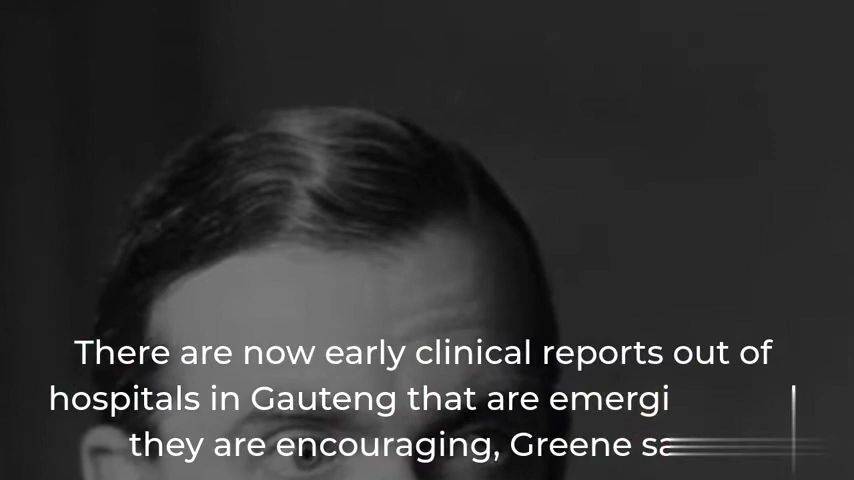 There are now early clinical reports out of
hospitals in Gauteng that are
they are encouraging, Greene